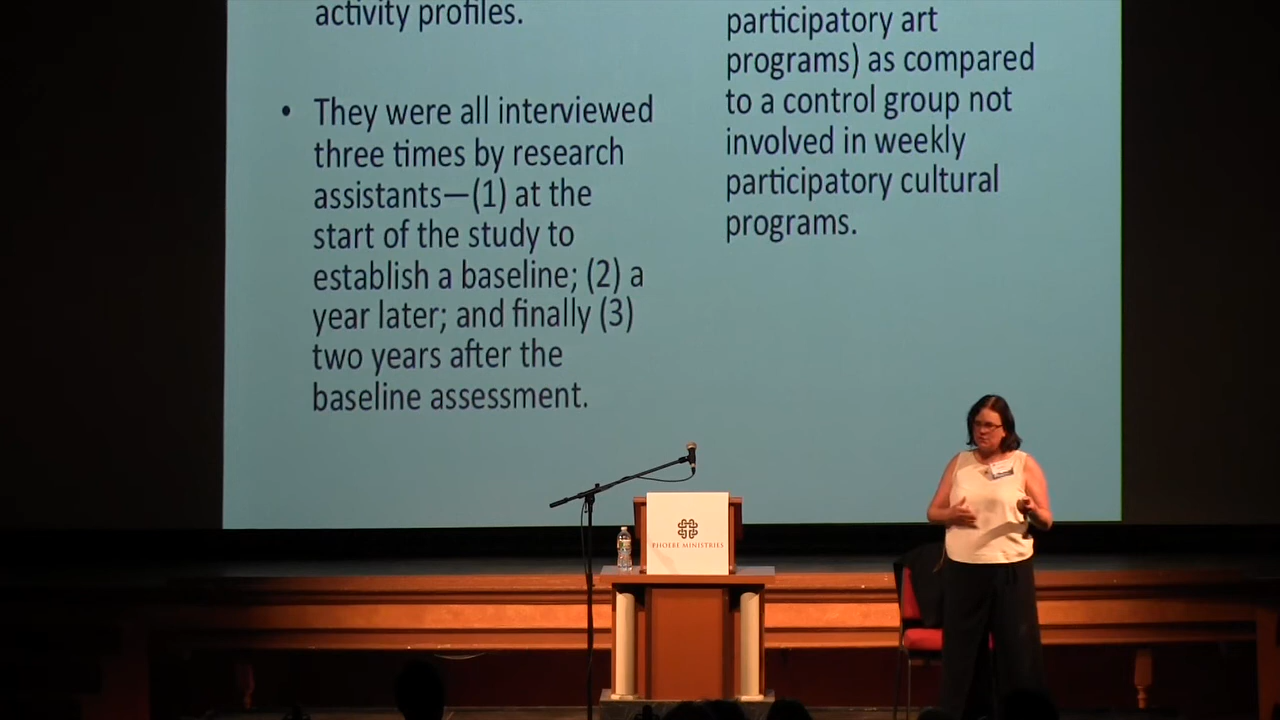 activity profiles.
• They were all interviewed
three times by research
assistants—(1) at the
start of the study to
establish a baseline; (2) a
year later; and finally (3)
two years after the
baseline assessment.
participatory art
programs) as compared
to a control group not
involved in weekly
participatory cultural
programs.
PHOEBE MINISTRIES